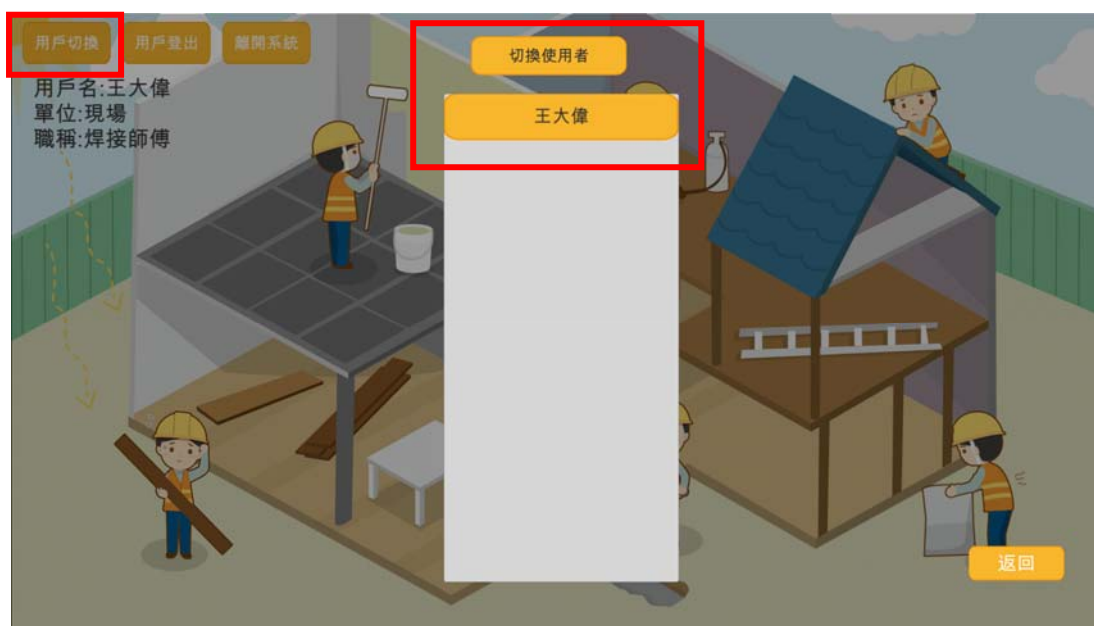 用戶切換
用戶登出
離開系統
用戶名:王大偉
單位:現場
職稱:焊接師傅
切換使用者
王大偉
返回